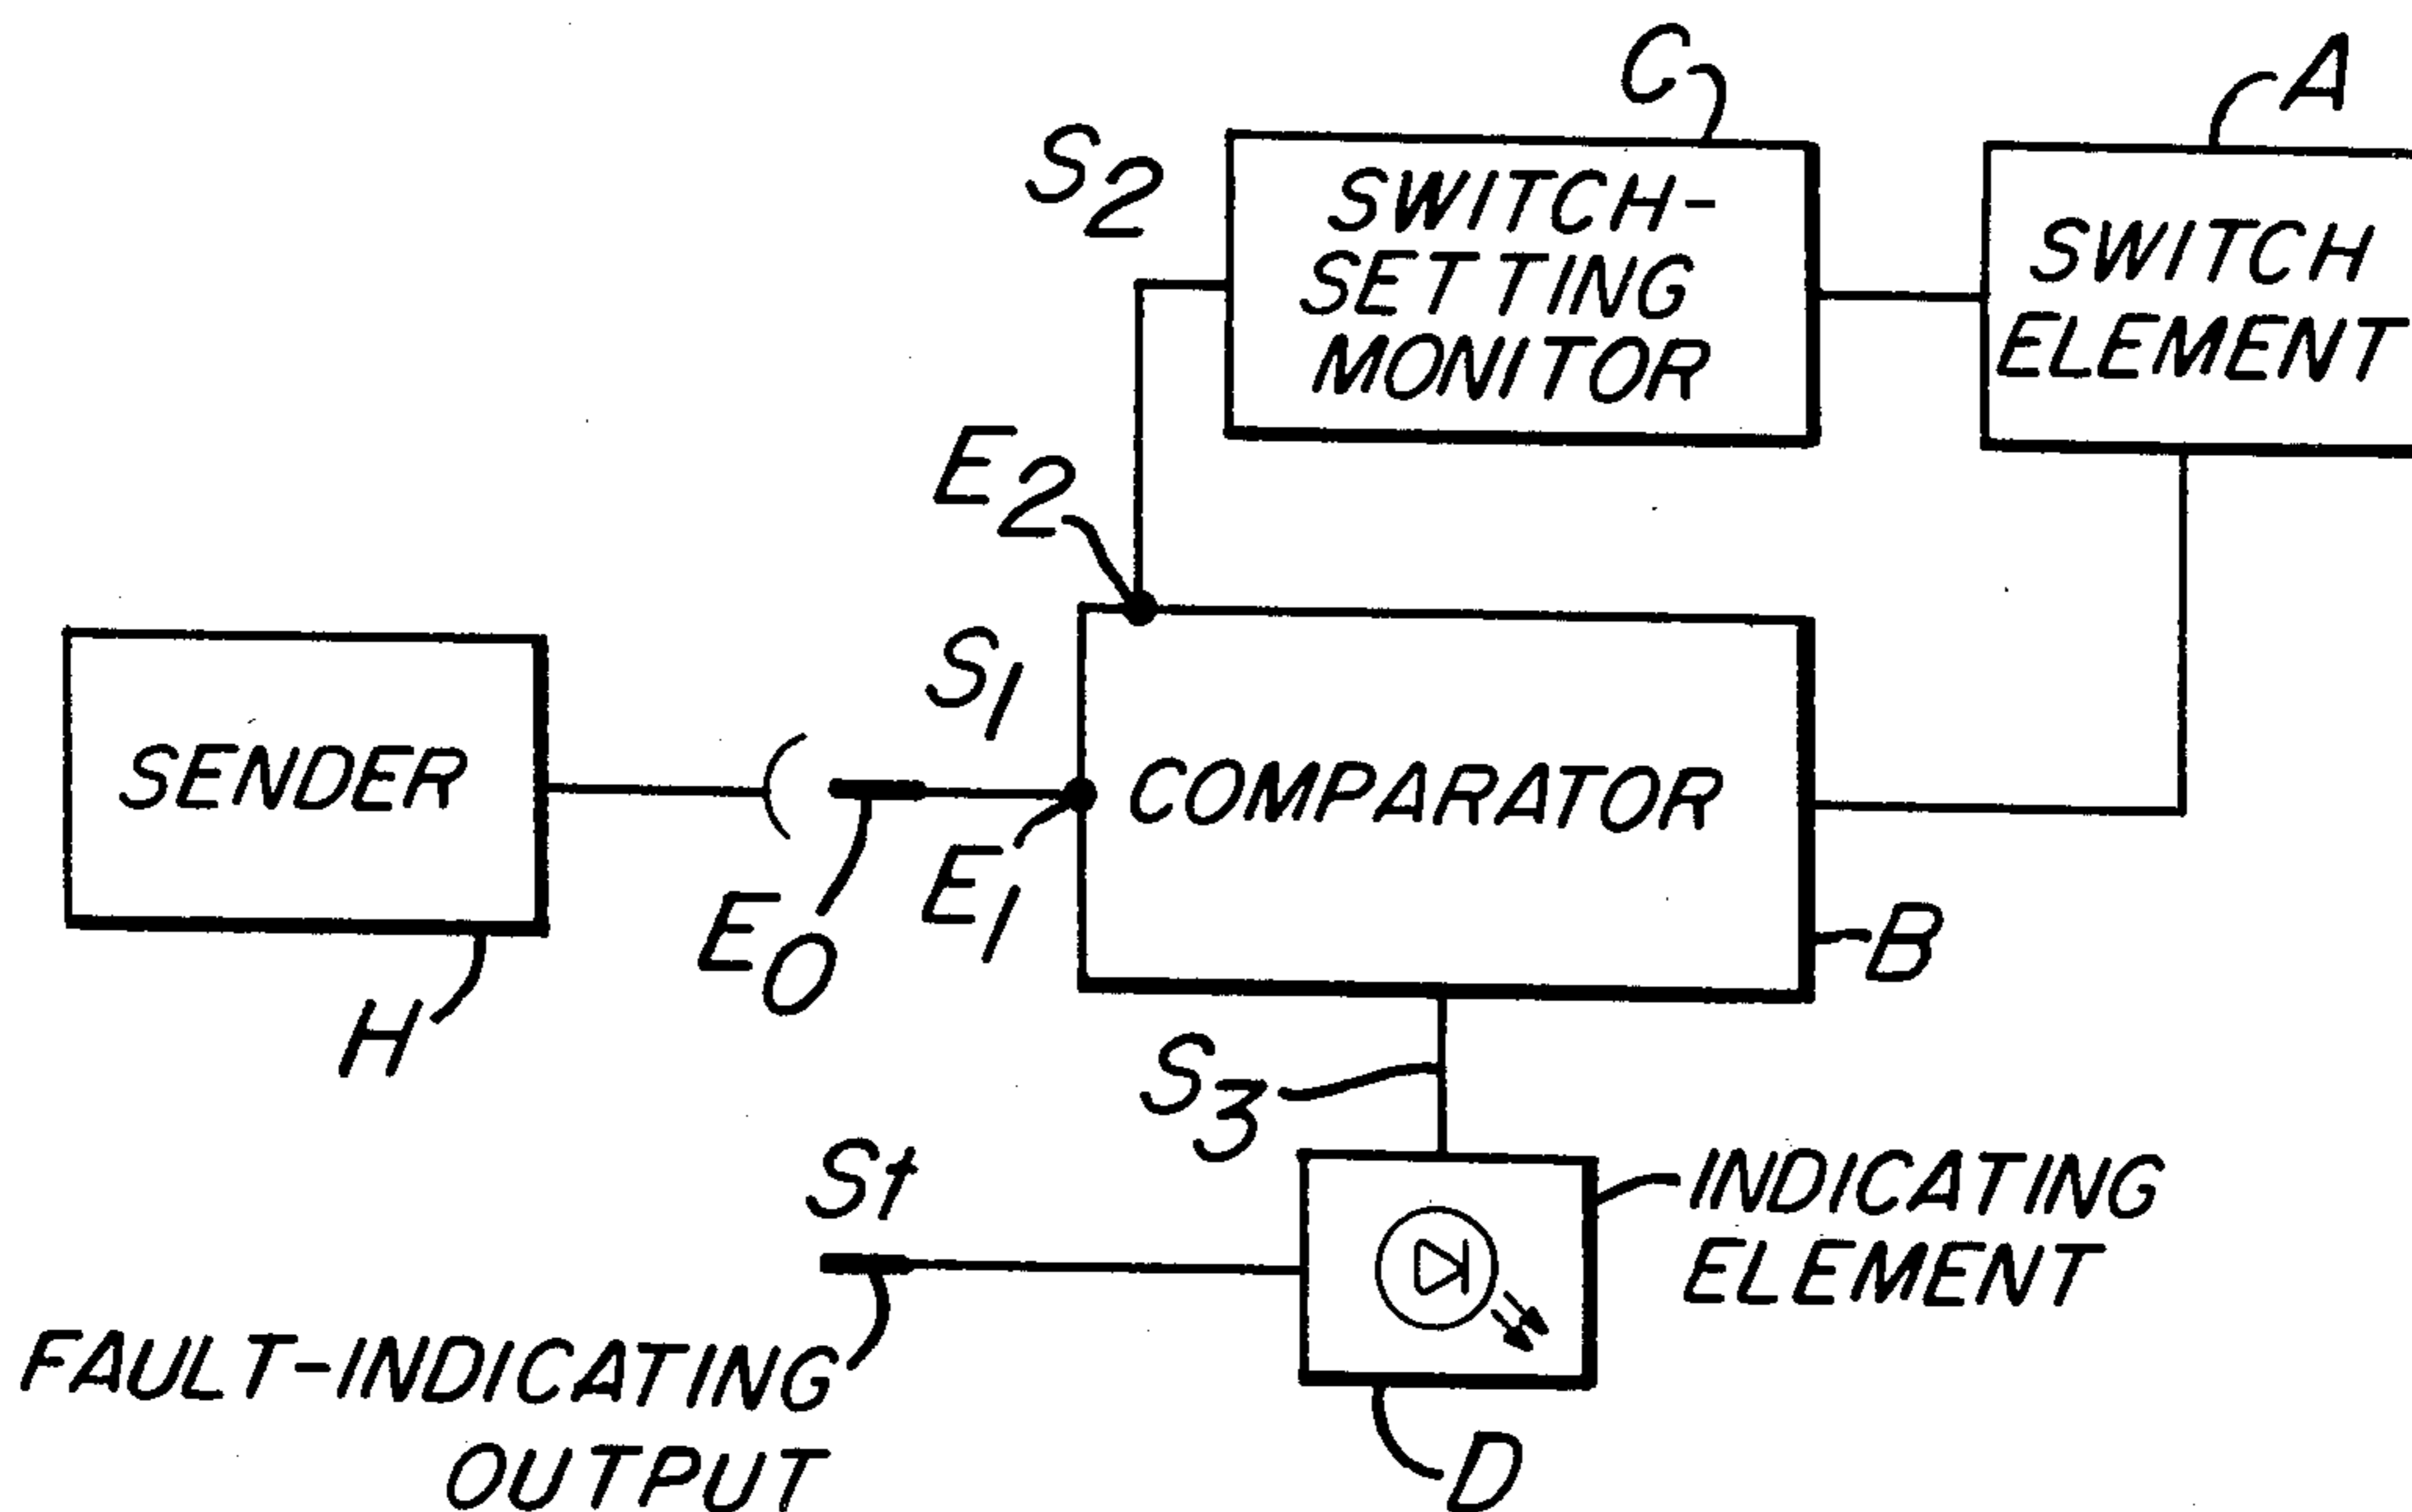 C
A
S2
SWITCH-
SETTING
MONITOR
SWITCH
ELEMENT
E2
S1
SENDER
COMPARATOR
E0
E1
B
H
S3
St
INDICATING
ELEMENT
FAULT-INDICATING
OUTPUT
D